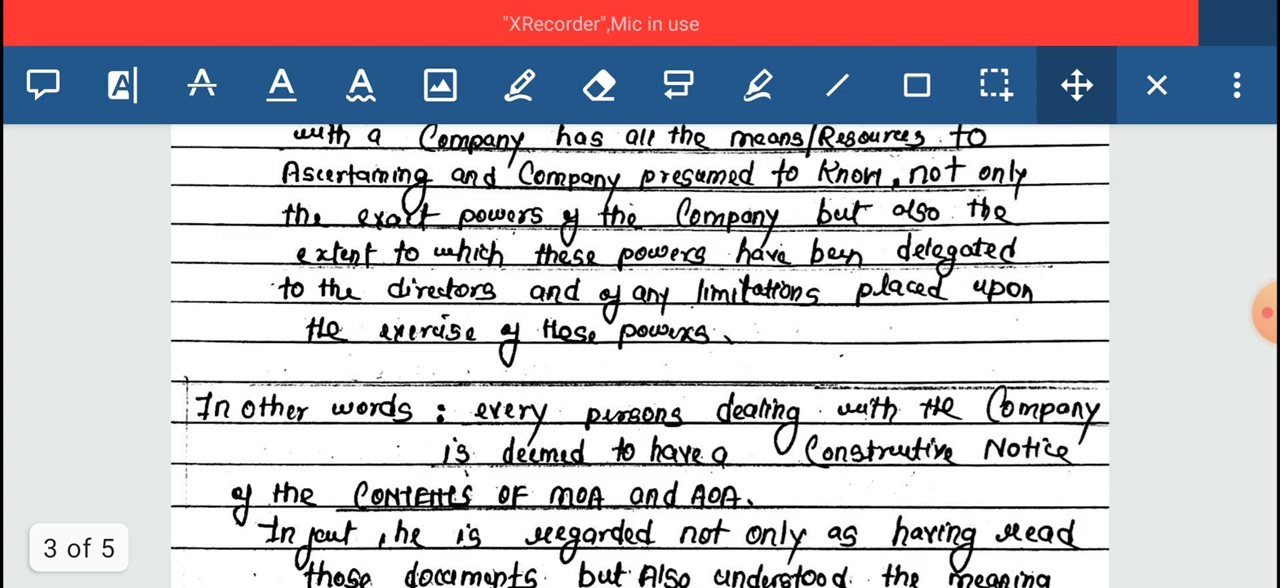 "XRecorder",Mic in use
with a Company has all the means/Resources to
Ascertaining and Company presumed to Know, not only
the exact powers of the Company but also the
extent to which these powers have been delegated
to the directors and of any limitations placed upon
the exercise of these powers.
In other words : every persons dealing with the Company
is deemed to have a Constructive Notice
of the CONTENTS OF MOA and AOA.
In fact, he is regarded not only as having read
3 of 5
those documents but Also understood the meaning